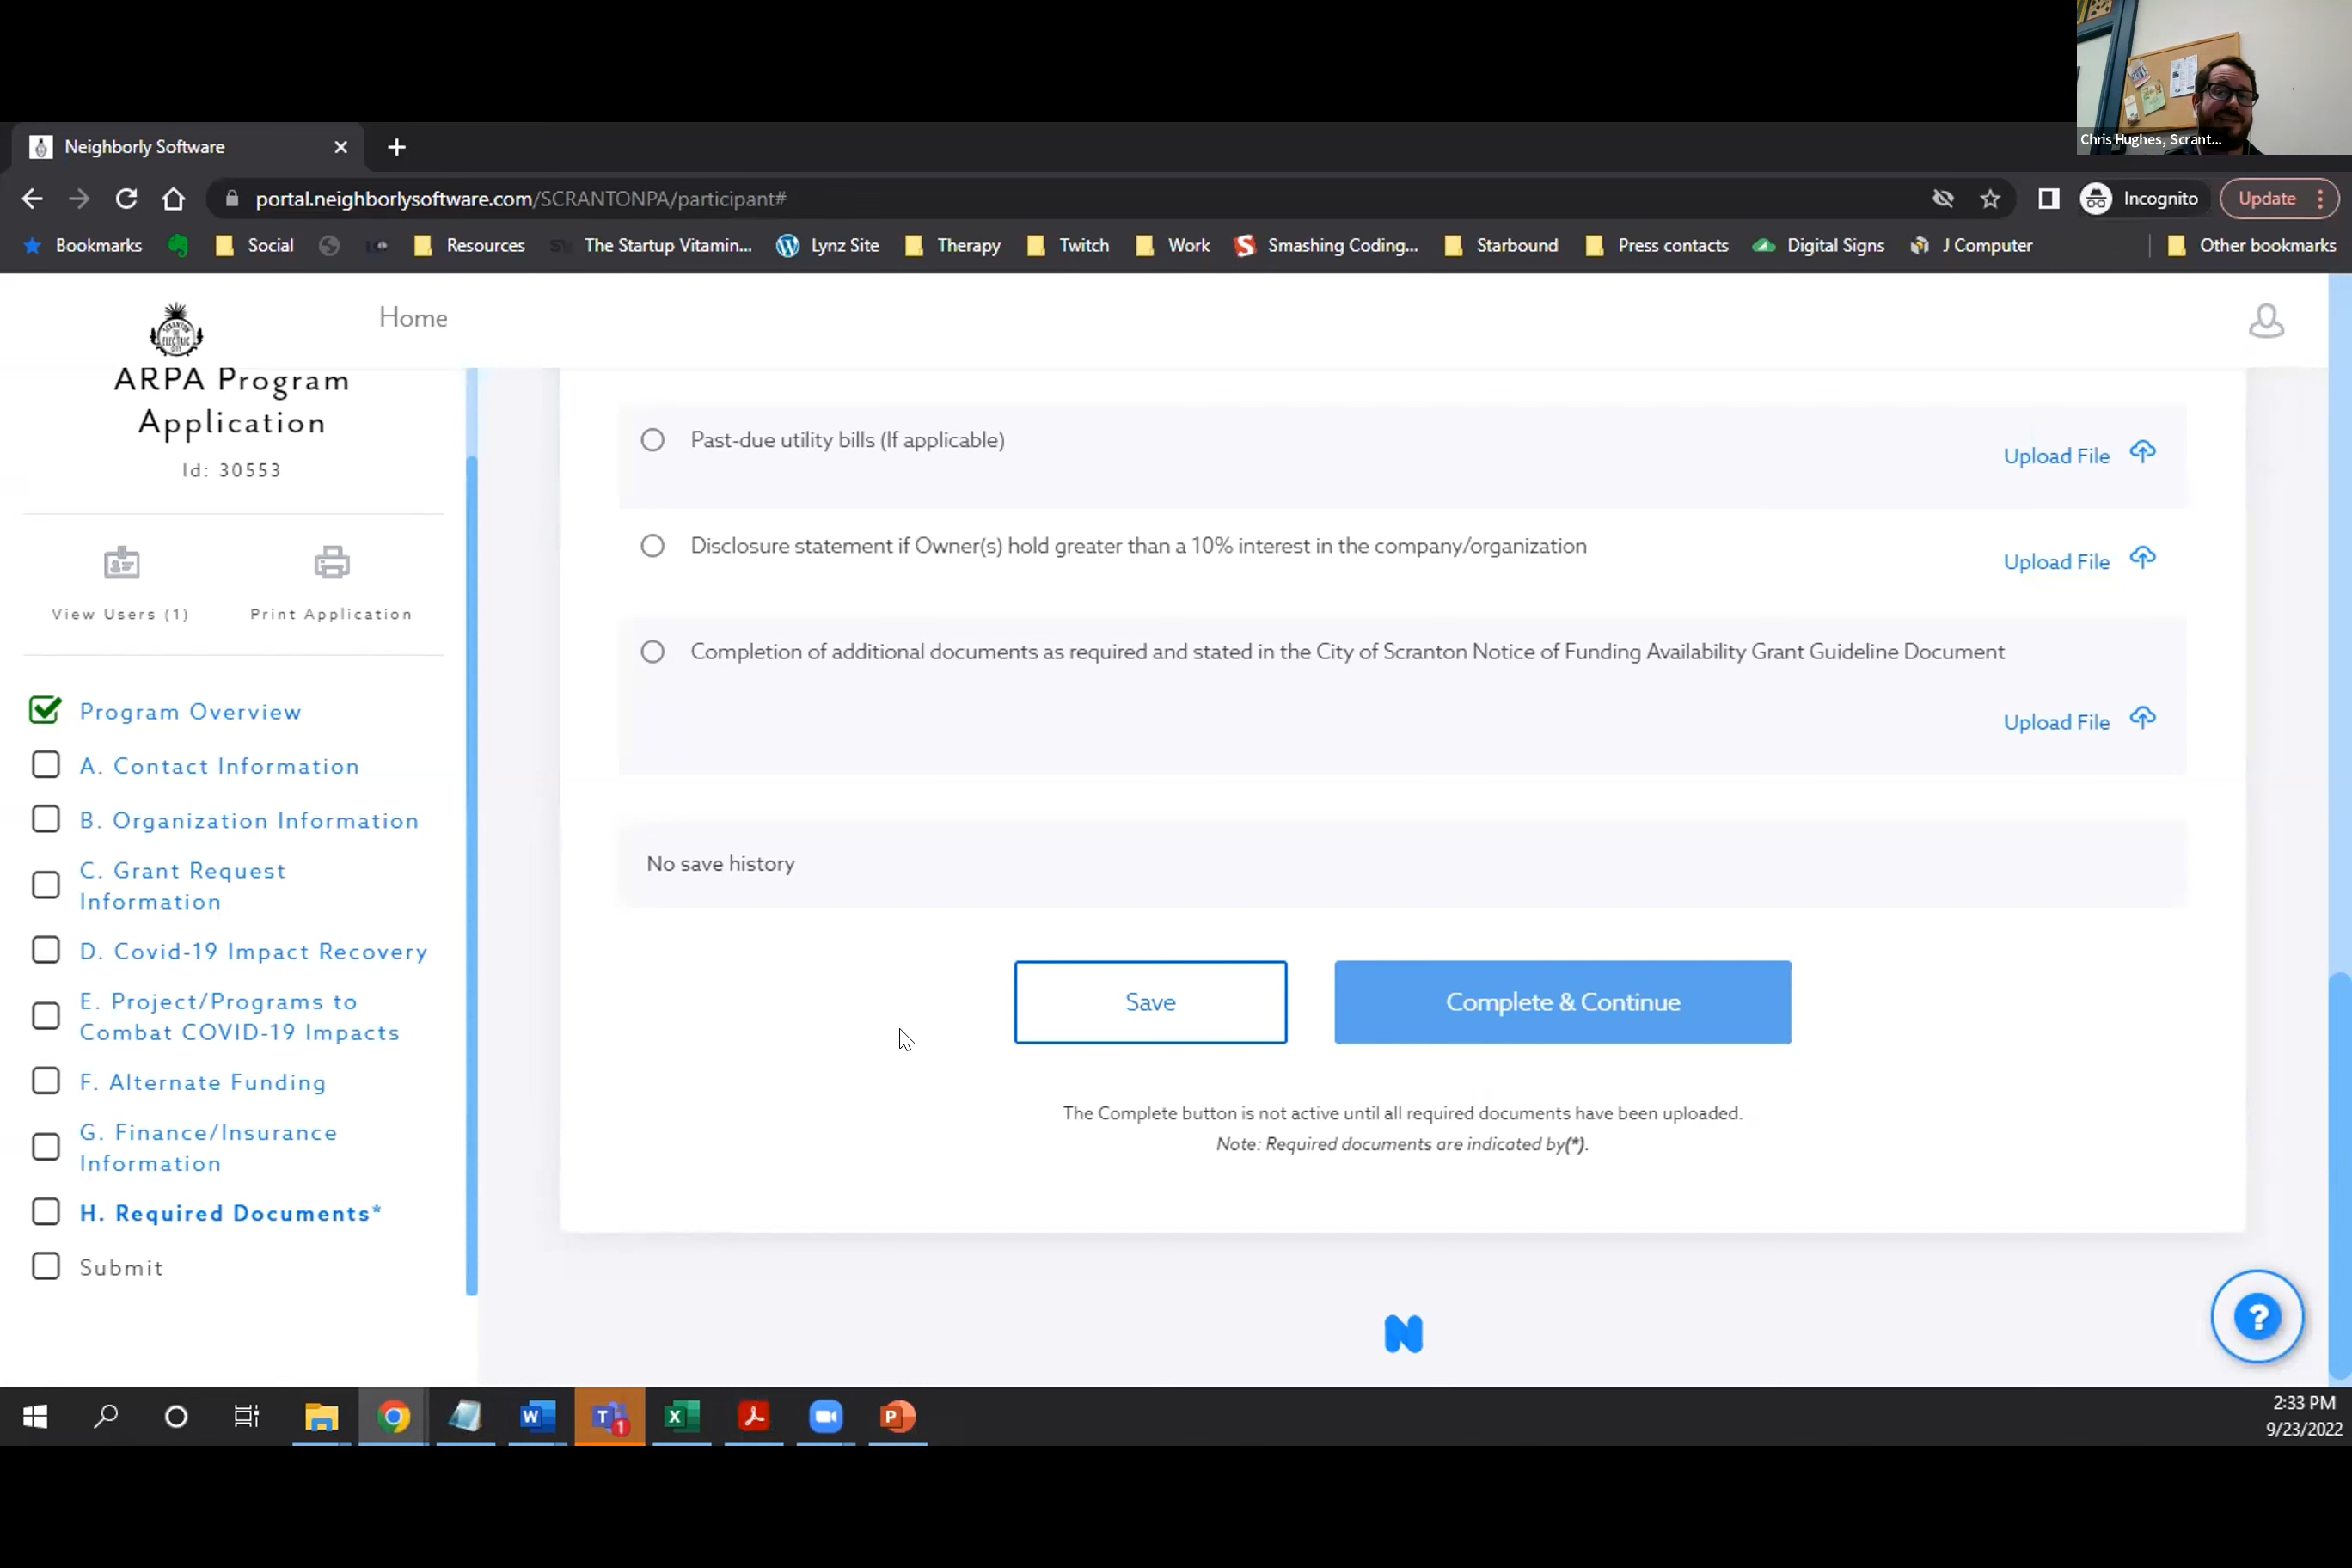 Chris Hughes, Scrant...
Neighborly Software
portal.neighborlysoftware.com/SCRANTONPA/participant#
Incognito
Update
Bookmarks
Social
Resources
The Startup Vitamin...
Lynz Site
Therapy
Twitch
Work
Smashing Coding...
Starbound
Press contacts
Digital Signs
J Computer
Other bookmarks
SCRANTON
THE
ELECTRIC
CITY
Home
ARPA Program
Application
Id: 30553
View Users (1)
Print Application
Program Overview
A. Contact Information
B. Organization Information
C. Grant Request
Information
D. Covid-19 Impact Recovery
E. Project/Programs to
Combat COVID-19 Impacts
F. Alternate Funding
G. Finance/Insurance
Information
H. Required Documents*
Submit
Past-due utility bills (If applicable)
Upload File
Disclosure statement if Owner(s) hold greater than a 10% interest in the company/organization
Upload File
Completion of additional documents as required and stated in the City of Scranton Notice of Funding Availability Grant Guideline Document
Upload File
No save history
Save
Complete & Continue
The Complete button is not active until all required documents have been uploaded.
Note: Required documents are indicated by(*).
2:33 PM
9/23/2022